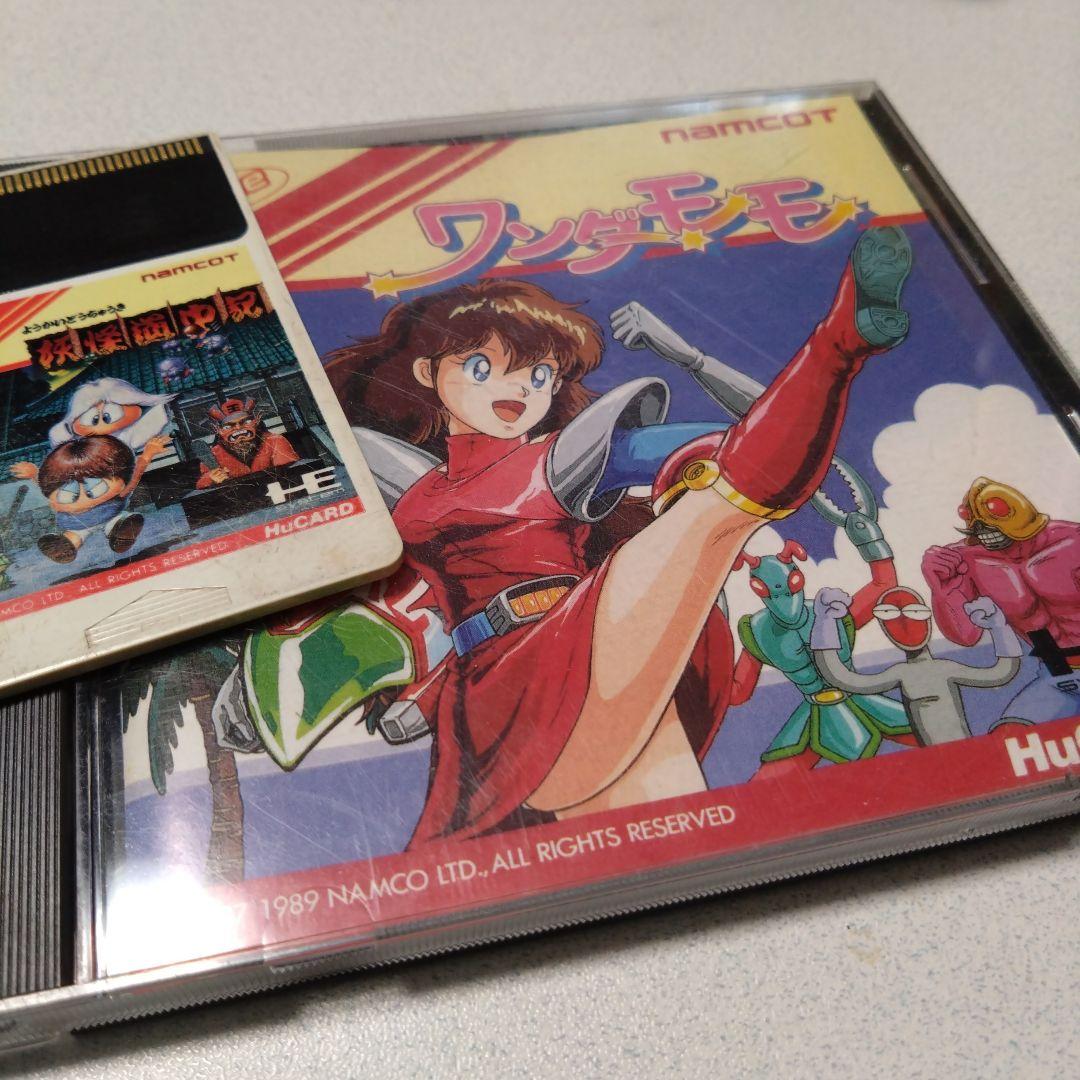 namcoT
ようかいどうちゅうき
妖怪道中記
HE
HuCARD
MCO LTD., ALL RIGHTS RESERVED.
namcoT
ワンダーモモ
Hu
1989 NAMCO LTD., ALL RIGHTS RESERVED